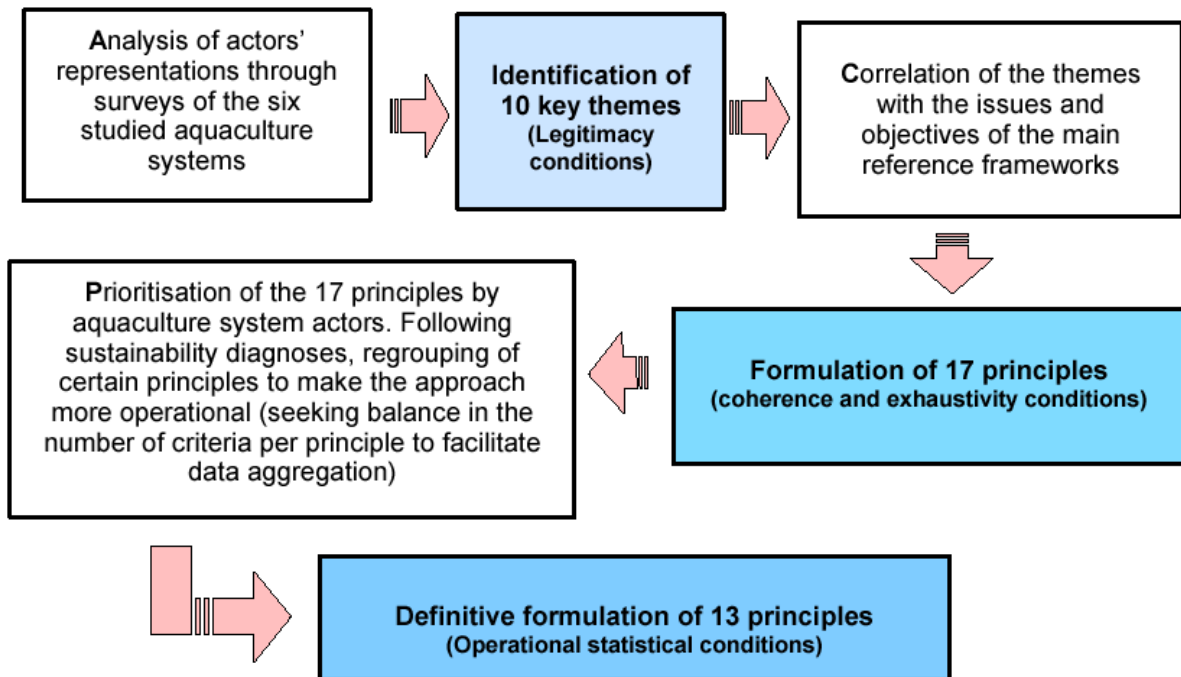 Analysis of actors’
representations through
surveys of the six
studied aquaculture
systems
Identification of
10 key themes
(Legitimacy
conditions)
Correlation of the themes
with the issues and
objectives of the main
reference frameworks
Prioritisation of the 17 principles by
aquaculture system actors. Following
sustainability diagnoses, regrouping of
certain principles to make the approach
more operational (seeking balance in the
number of criteria per principle to facilitate
data aggregation)
Formulation of 17 principles
(coherence and exhaustivity conditions)
Definitive formulation of 13 principles
(Operational statistical conditions)